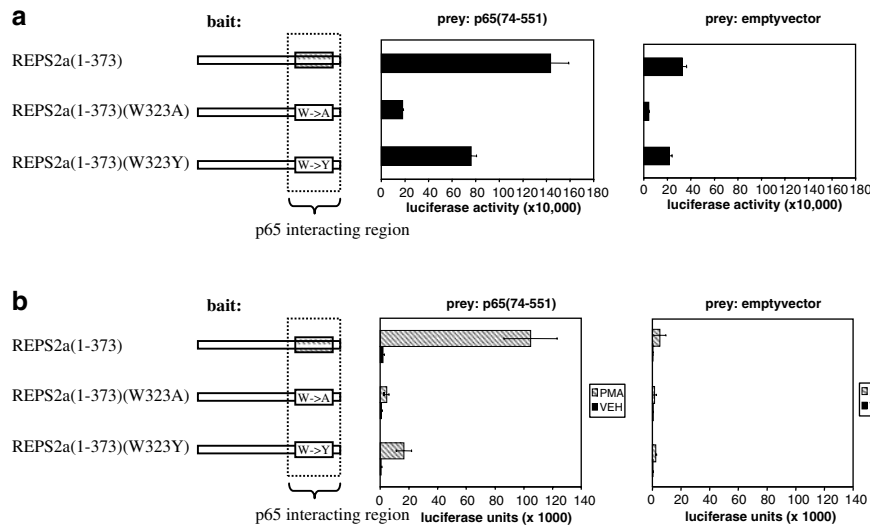 a
bait:
prey: p65(74-551)
prey: emptyvector
REPS2a(1-373)
REPS2a(1-373)(W323A)
W->A
REPS2a(1-373)(W323Y)
W->Y
0 20 40 60 80 100 120 140 160 180
0 20 40 60 80 100 120 140 160 180
luciferase activity (x10,000)
luciferase activity (x10,000)
p65 interacting region
b
bait:
prey: p65(74-551)
prey: emptyvector
REPS2a(1-373)
PMA
VEH
REPS2a(1-373)(W323A)
W->A
REPS2a(1-373)(W323Y)
W->Y
0 20 40 60 80 100 120 140
0 20 40 60 80 100 120 140
luciferase units (x 1000)
luciferase units (x 1000)
p65 interacting region